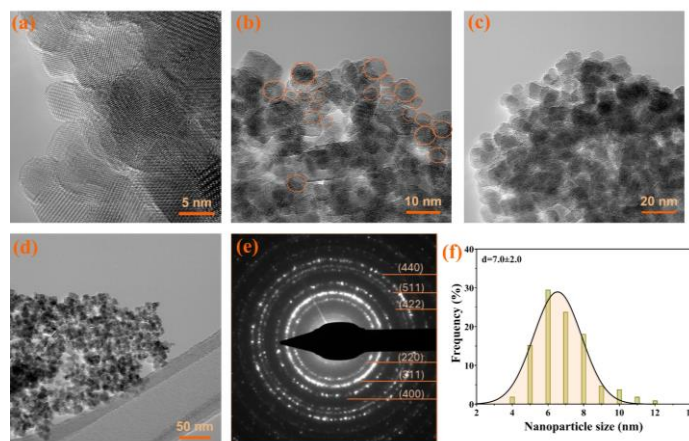 (a)
5 nm
(b)
10 nm
(c)
20 nm
(d)
50 nm
(e)
(440)
(511)
(422)
(220)
(311)
(400)
(f)
d=7.0±2.0
40
30
20
10
0
Frequency (%)
2 4 6 8 10 12 14
Nanoparticle size (nm)